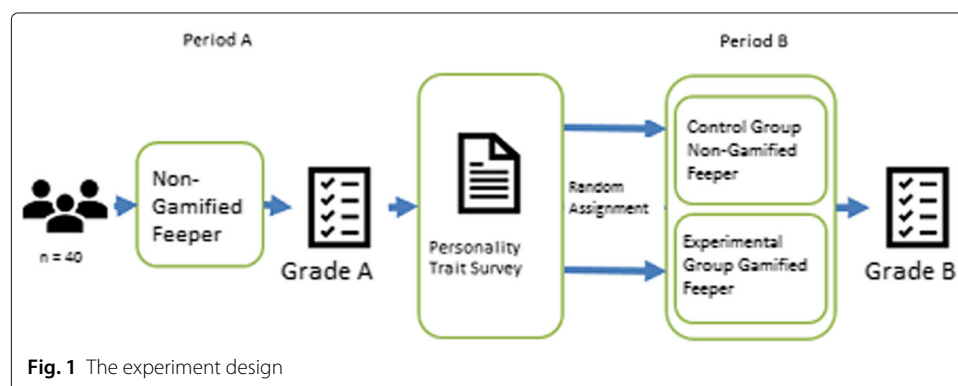 Period A
Period B
n = 40
Non-
Gamified
Feeper
Grade A
Personality
Trait Survey
Random
Assignment
Control Group
Non-Gamified
Feeper
Experimental
Group Gamified
Feeper
Grade B
Fig. 1 The experiment design